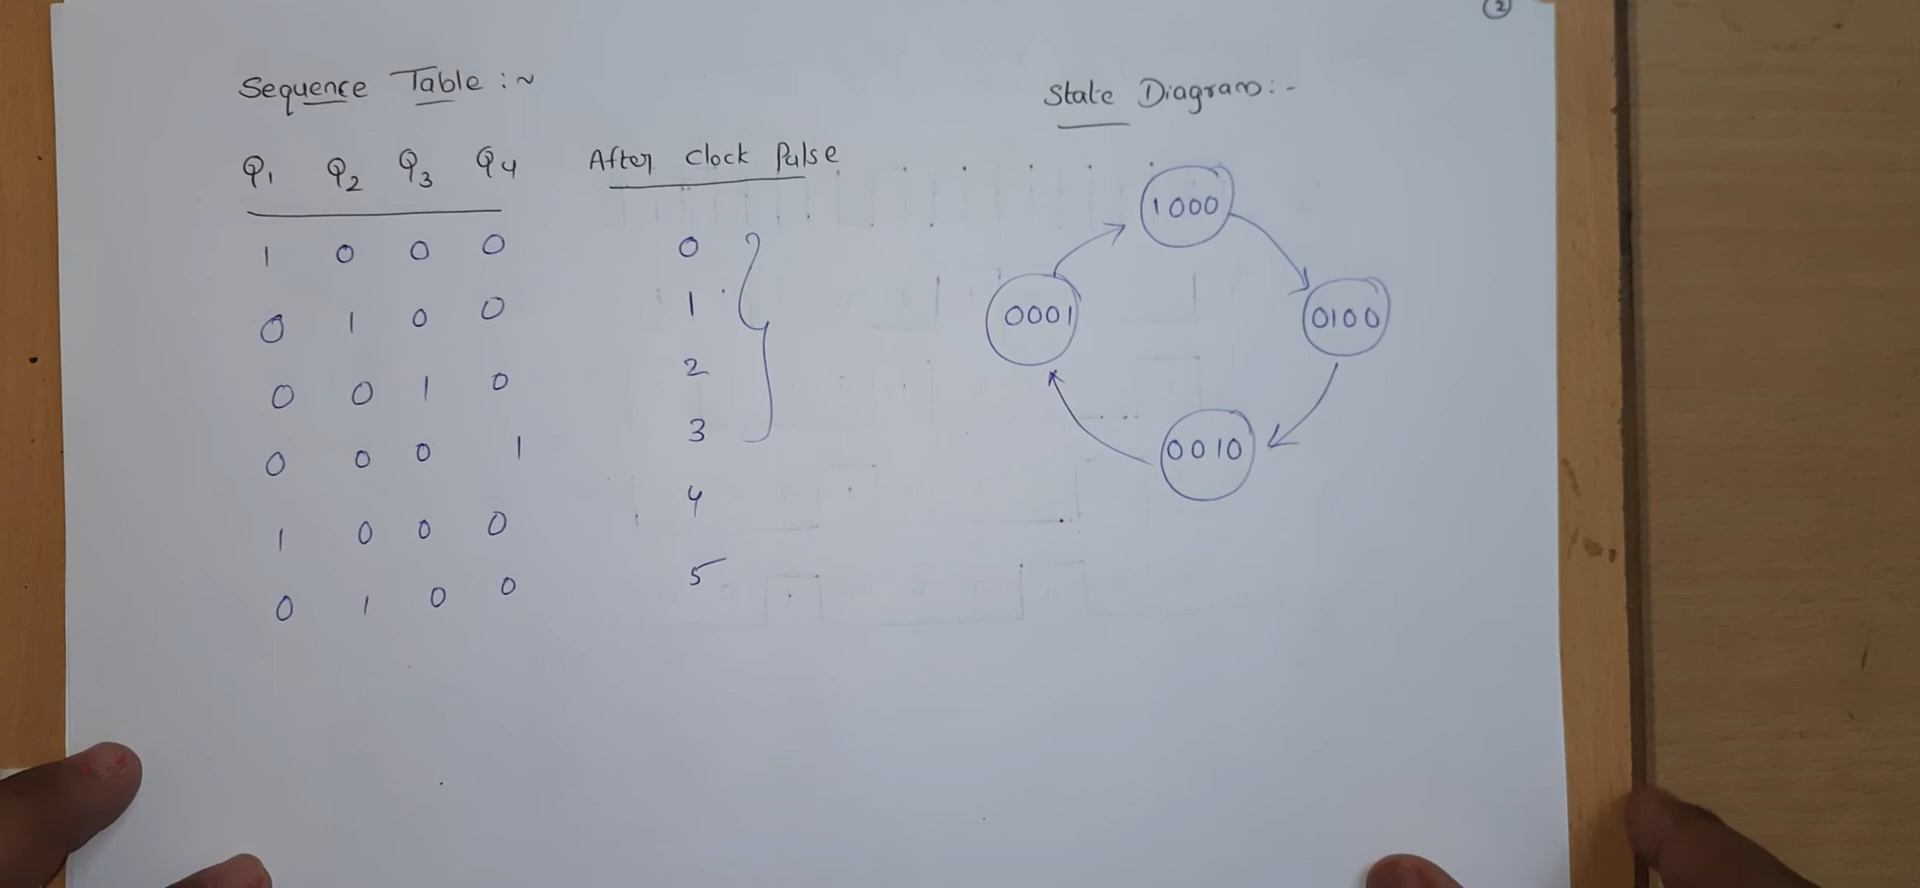 2
Sequence Table :~
Q1 Q2 Q3 Q4 After Clock Pulse
1 0 0 0 0
0 1 0 0 1
0 0 1 0 2
0 0 0 1 3
1 0 0 0 4
0 1 0 0 5
State Diagram :-
1000
0100
0010
0001